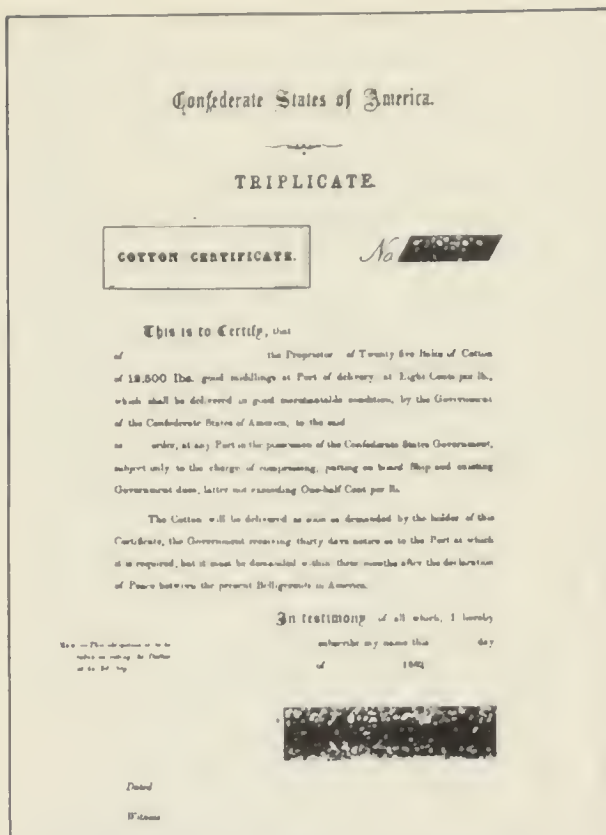 Confederate States of America.
TRIPLICATE.
COTTON CERTIFICATE.
No
This is to Certify, that
of the Proprietor of Twenty five Bales of Cotton
of 12,500 lbs. good middlings at Port of delivery at Eight Cents per lb.,
which shall be delivered in good merchantable condition, by the Government
of the Confederate States of America, to the said
or order, at any Port in the possession of the Confederate States Government,
subject only to the charge of compressing, putting on board Ship and existing
Government dues, latter not exceeding One-half Cent per lb.
The Cotton will be delivered as soon as demanded by the holder of this
Certificate, the Government receiving thirty days notice as to the Port at which
it is required, but it must be demanded within three months after the declaration
of Peace between the present Belligerents in America.
In testimony of all which, I hereby
subscribe my name this day
of 186
Dated
Witness